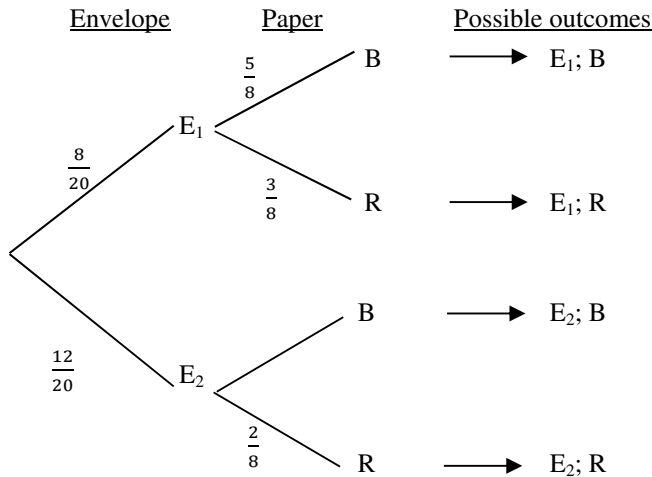 Envelope Paper Possible outcomes
5/8 B E₁; B
E₁
8/20
3/8 R E₁; R
B E₂; B
12/20 E₂
2/8
R E₂; R